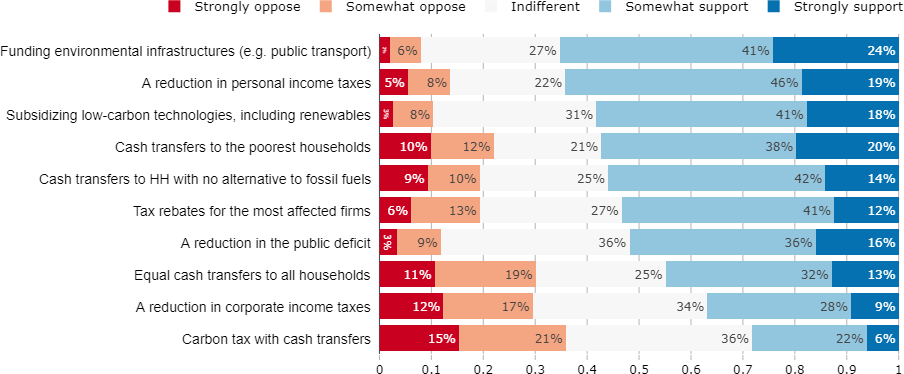 Strongly oppose Somewhat oppose Indifferent Somewhat support Strongly support
Funding environmental infrastructures (e.g. public transport) 6% 27% 41% 24%
A reduction in personal income taxes 5% 8% 22% 46% 19%
Subsidizing low-carbon technologies, including renewables 3% 8% 31% 41% 18%
Cash transfers to the poorest households 10% 12% 21% 38% 20%
Cash transfers to HH with no alternative to fossil fuels 9% 10% 25% 42% 14%
Tax rebates for the most affected firms 6% 13% 27% 41% 12%
A reduction in the public deficit 3% 9% 36% 36% 16%
Equal cash transfers to all households 11% 19% 25% 32% 13%
A reduction in corporate income taxes 12% 17% 34% 28% 9%
Carbon tax with cash transfers 15% 21% 36% 22% 6%
0 0.1 0.2 0.3 0.4 0.5 0.6 0.7 0.8 0.9 1